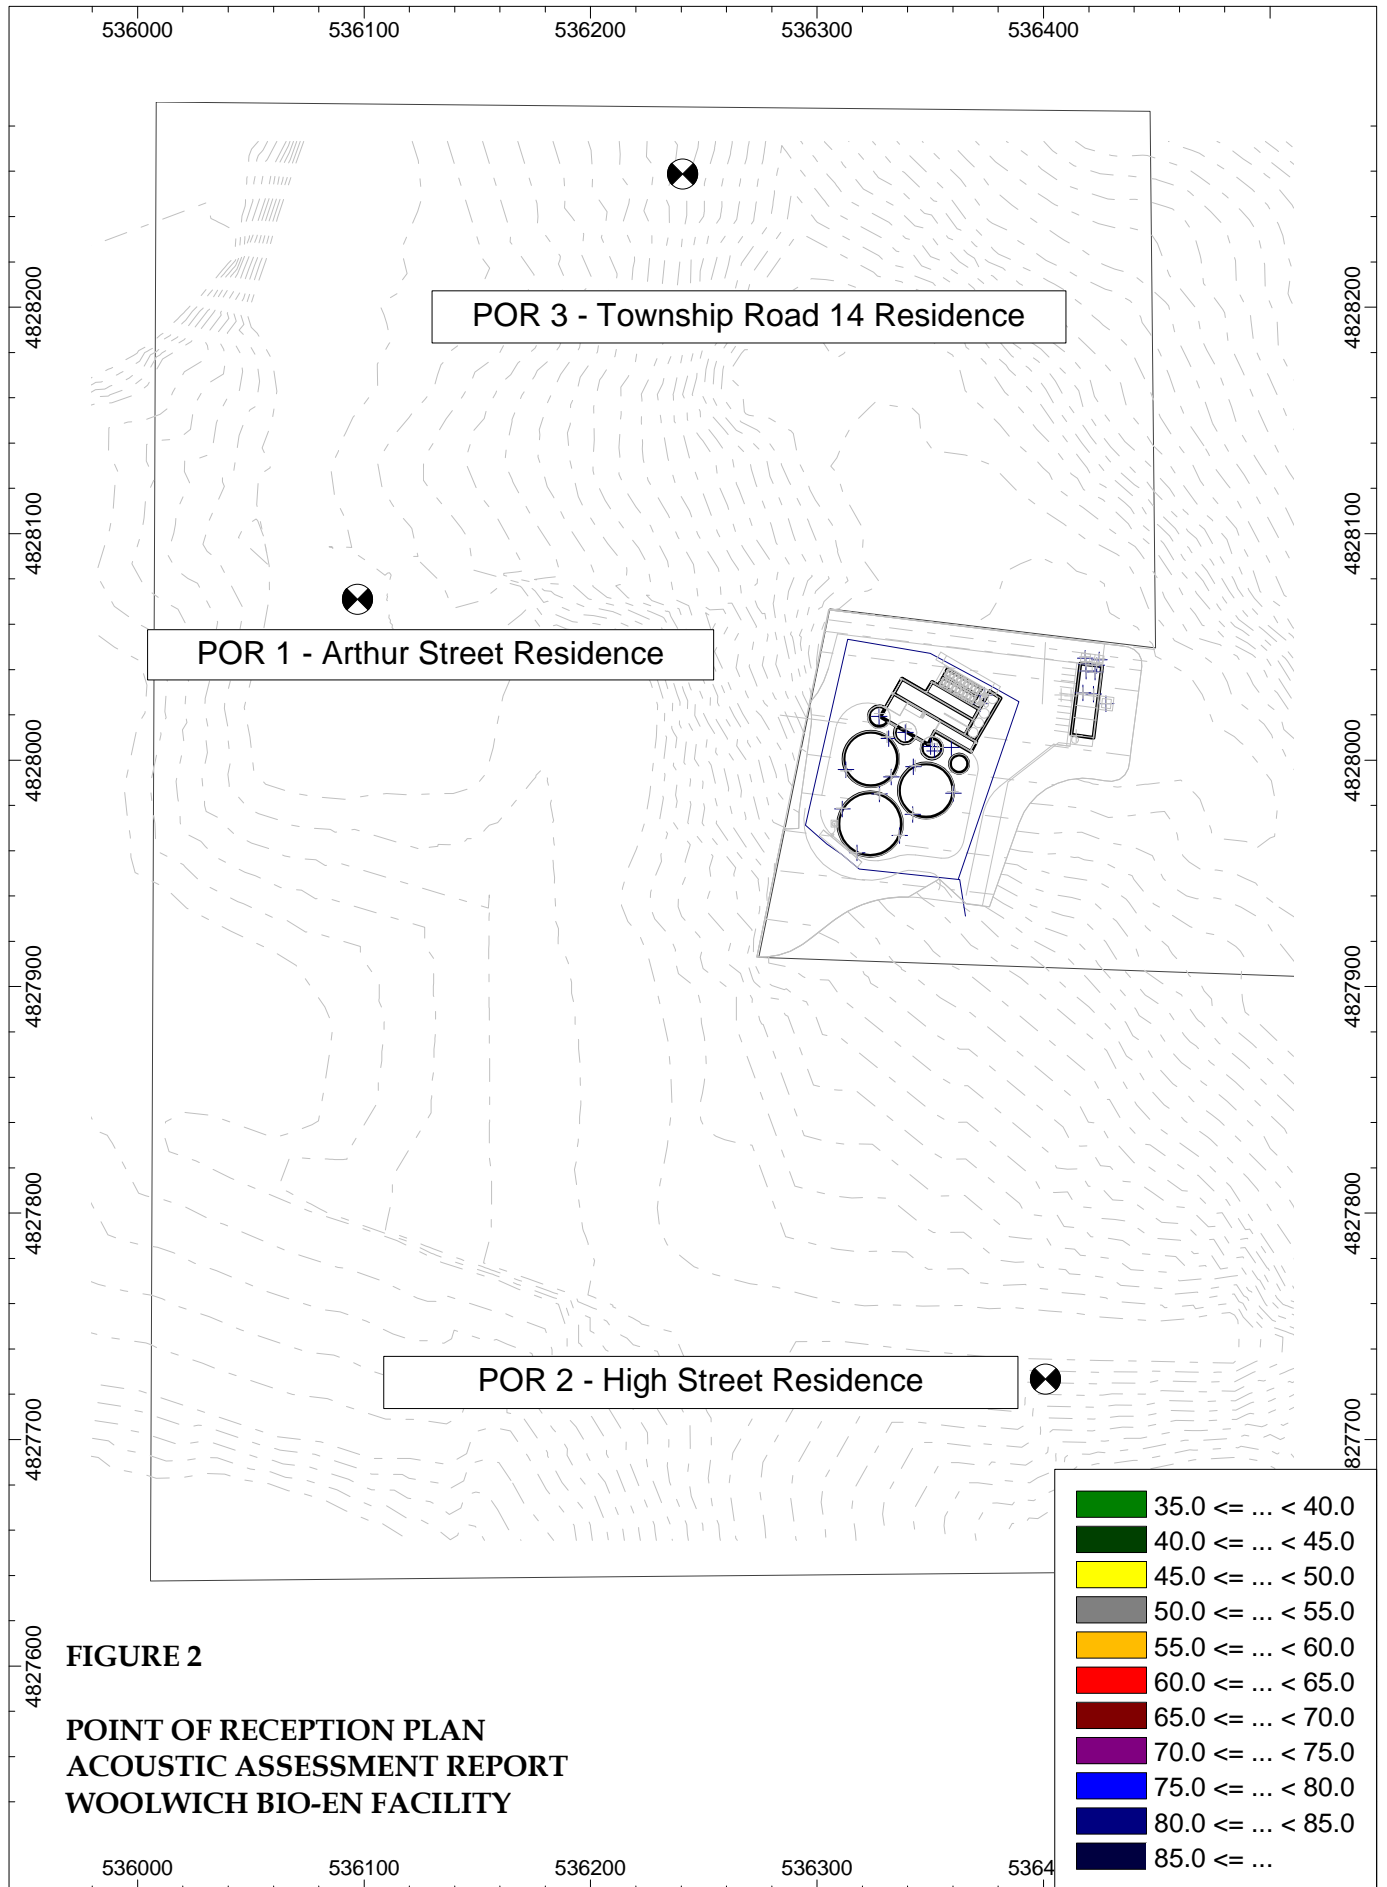 536000 536100 536200 536300 536400
4828200 4828200
POR 3 - Township Road 14 Residence
4828100 4828100
POR 1 - Arthur Street Residence
4828000 4828000
4827900 4827900
4827800 4827800
POR 2 - High Street Residence
4827700 827700
35.0 <= ... < 40.0
40.0 <= ... < 45.0
45.0 <= ... < 50.0
50.0 <= ... < 55.0
55.0 <= ... < 60.0
60.0 <= ... < 65.0
65.0 <= ... < 70.0
70.0 <= ... < 75.0
75.0 <= ... < 80.0
80.0 <= ... < 85.0
85.0 <= ...
4827600
FIGURE 2
POINT OF RECEPTION PLAN
ACOUSTIC ASSESSMENT REPORT
WOOLWICH BIO-EN FACILITY
536000 536100 536200 536300 5364